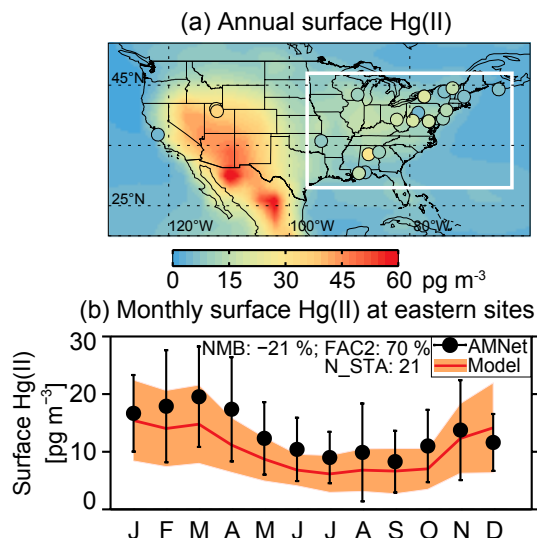 (a) Annual surface Hg(II)
45°N
25°N
120°W 100°W 80°W
0 15 30 45 60 pg m⁻³
(b) Monthly surface Hg(II) at eastern sites
NMB: −21 %; FAC2: 70 %
N_STA: 21
AMNet
Model
Surface Hg(II)
[pg m⁻³]
30
20
10
0
J F M A M J J A S O N D